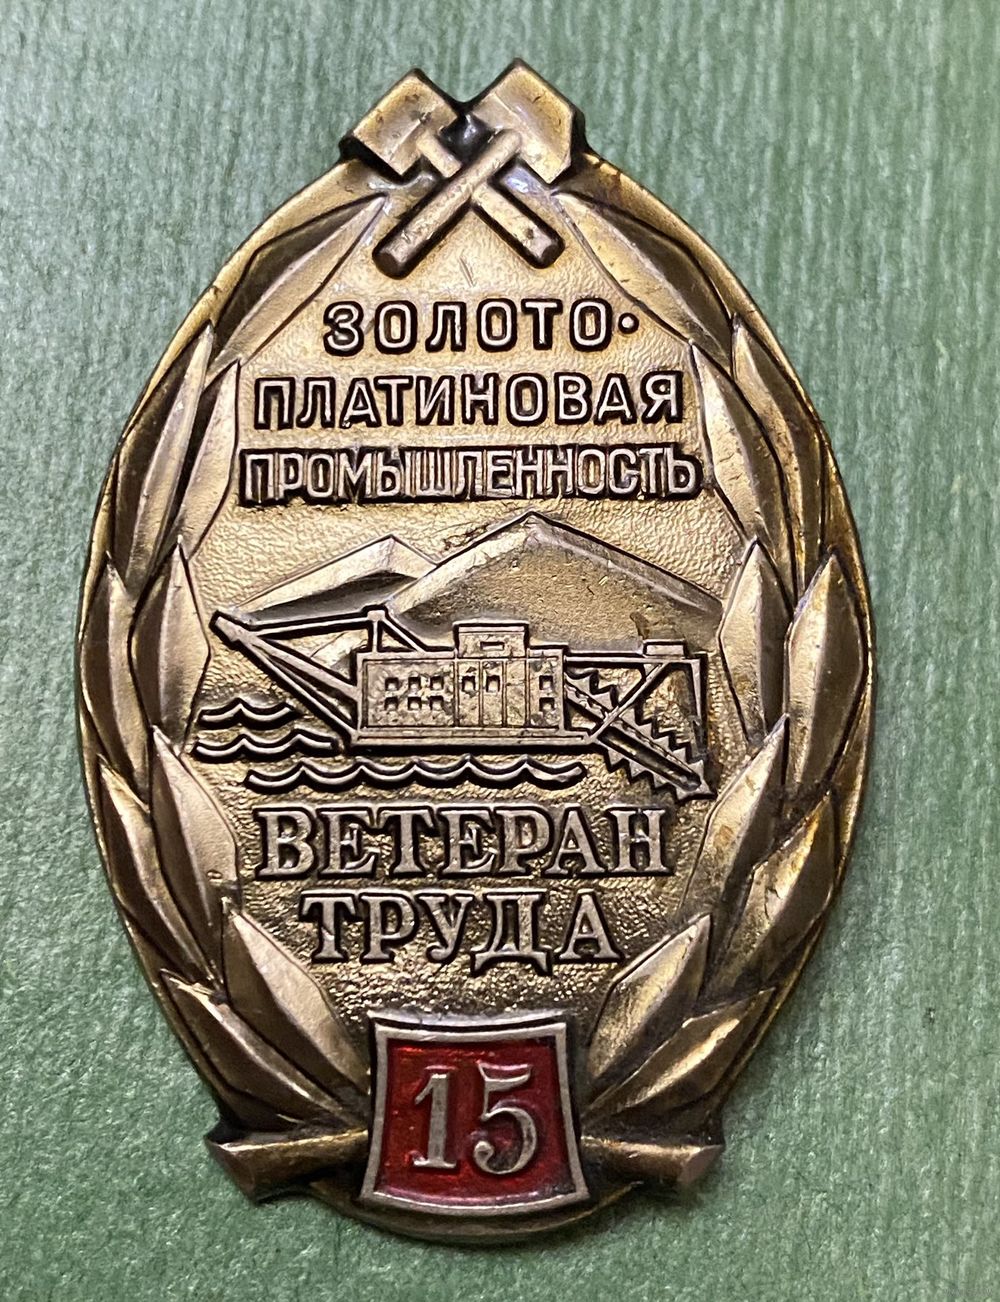 ЗОЛОТО-
ПЛАТИНОВАЯ
ПРОМЫШЛЕННОСТЬ
ВЕТЕРАН
ТРУДА
15